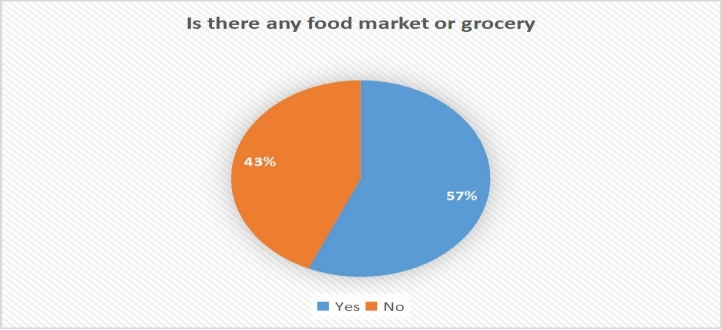 Is there any food market or grocery
43%
57%
Yes No